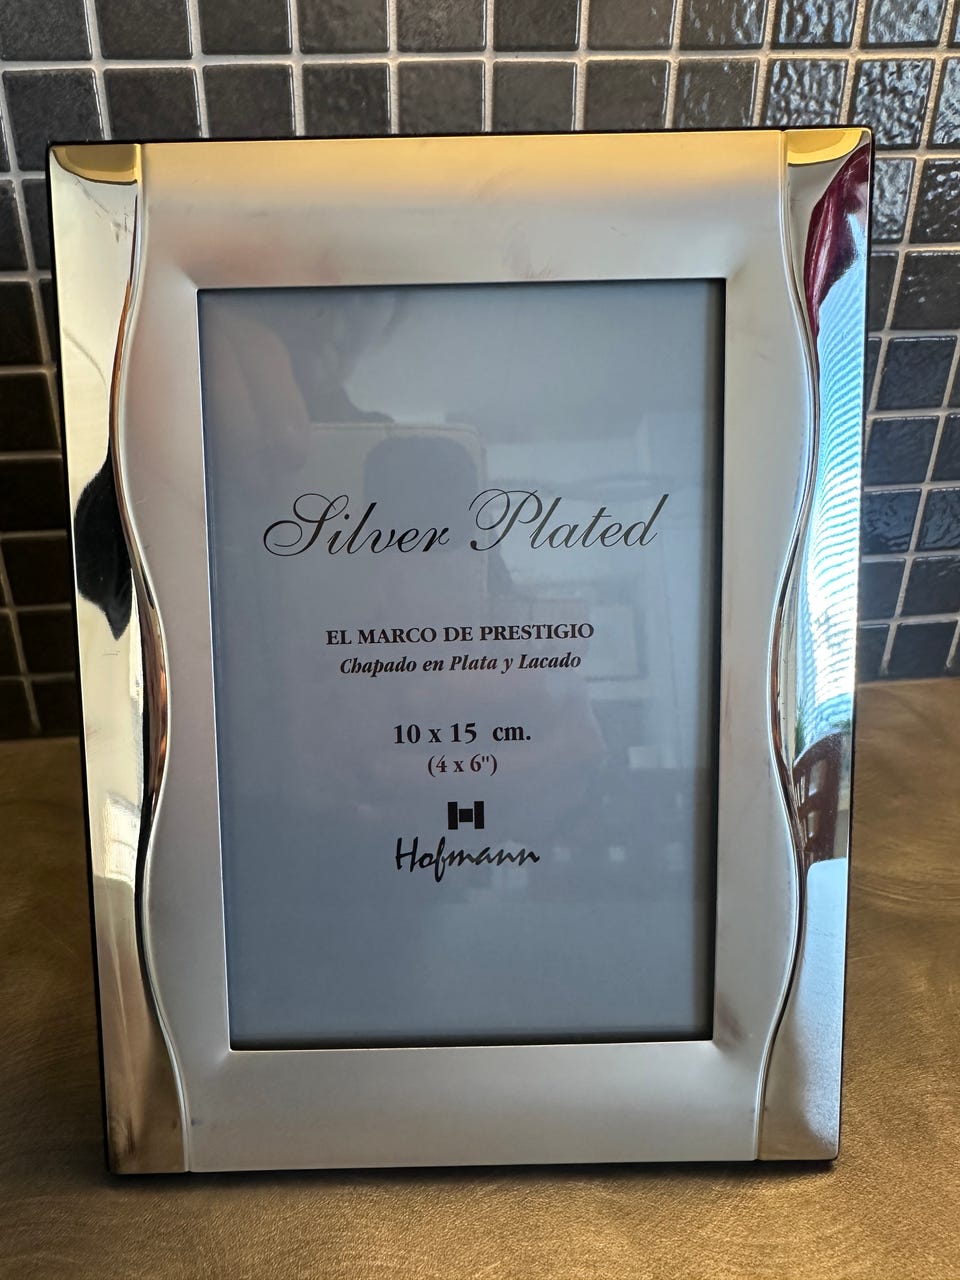 Silver Plated
EL MARCO DE PRESTIGIO
Chapado en Plata y Lacado
10 x 15 cm.
(4 x 6")
Hofmann